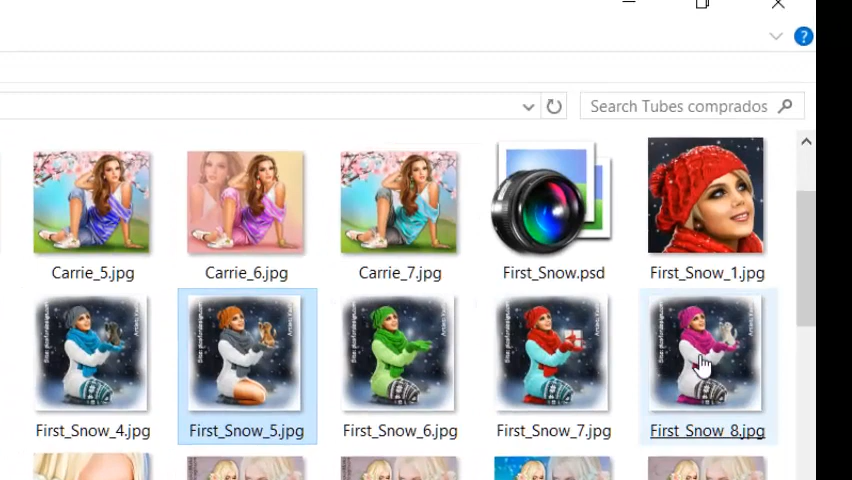 ?
Search Tubes comprados
Carrie_5.jpg
Carrie_6.jpg
Carrie_7.jpg
First_Snow.psd
First_Snow_1.jpg
First_Snow_4.jpg
First_Snow_5.jpg
First_Snow_6.jpg
First_Snow_7.jpg
First_Snow_8.jpg